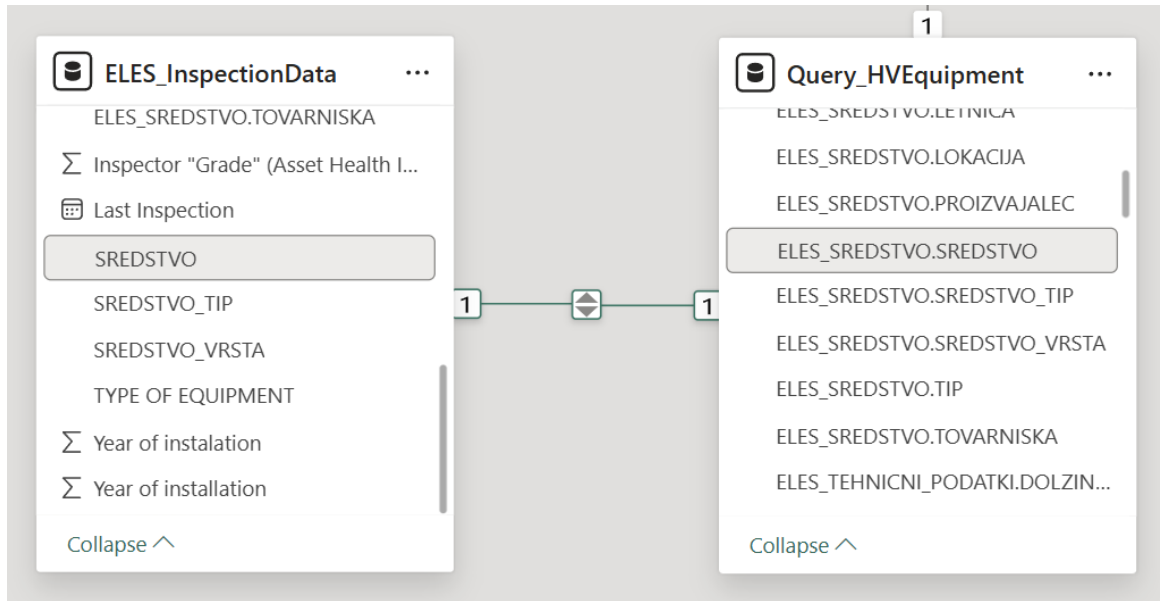 1
ELES_InspectionData ...
ELES_SREDSTVO.TOVARNISKA
Σ Inspector "Grade" (Asset Health I...
Last Inspection
SREDSTVO
SREDSTVO_TIP
SREDSTVO_VRSTA
TYPE OF EQUIPMENT
Σ Year of instalation
Σ Year of installation
Collapse
1
1
Query_HVEquipment ...
ELES_SREDSTVO.LETNICA
ELES_SREDSTVO.LOKACIJA
ELES_SREDSTVO.PROIZVAJALEC
ELES_SREDSTVO.SREDSTVO
ELES_SREDSTVO.SREDSTVO_TIP
ELES_SREDSTVO.SREDSTVO_VRSTA
ELES_SREDSTVO.TIP
ELES_SREDSTVO.TOVARNISKA
ELES_TEHNICNI_PODATKI.DOLZIN...
Collapse